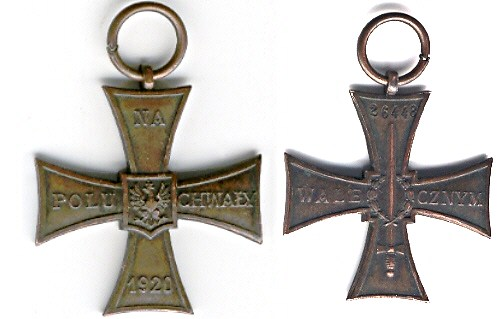 NA
POLU CHWAŁY
1920
26448
WALE CZNYM